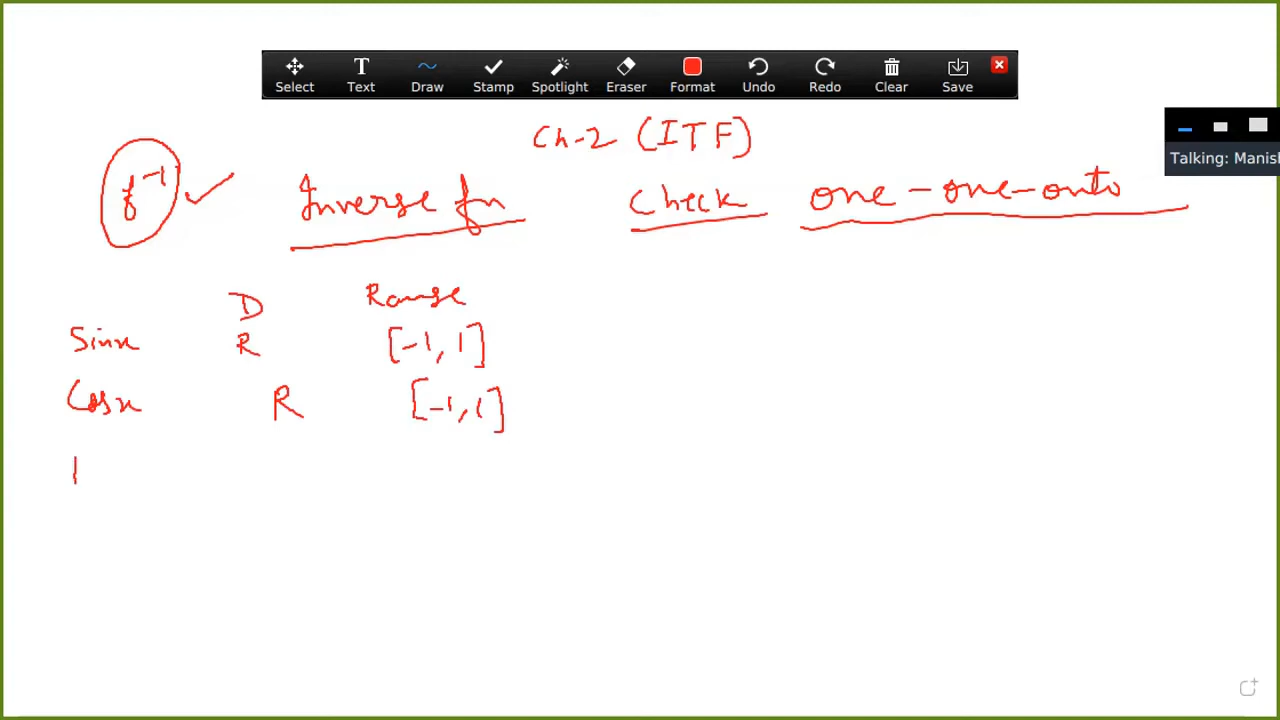 Select Text Draw Stamp Spotlight Eraser Format Undo Redo Clear Save
Ch-2 (ITF)
Talking: Manish
f⁻¹ ✓ Inverse fn Check one-one-onto
D Range
Sinx R [-1, 1]
Cosx R [-1, 1]